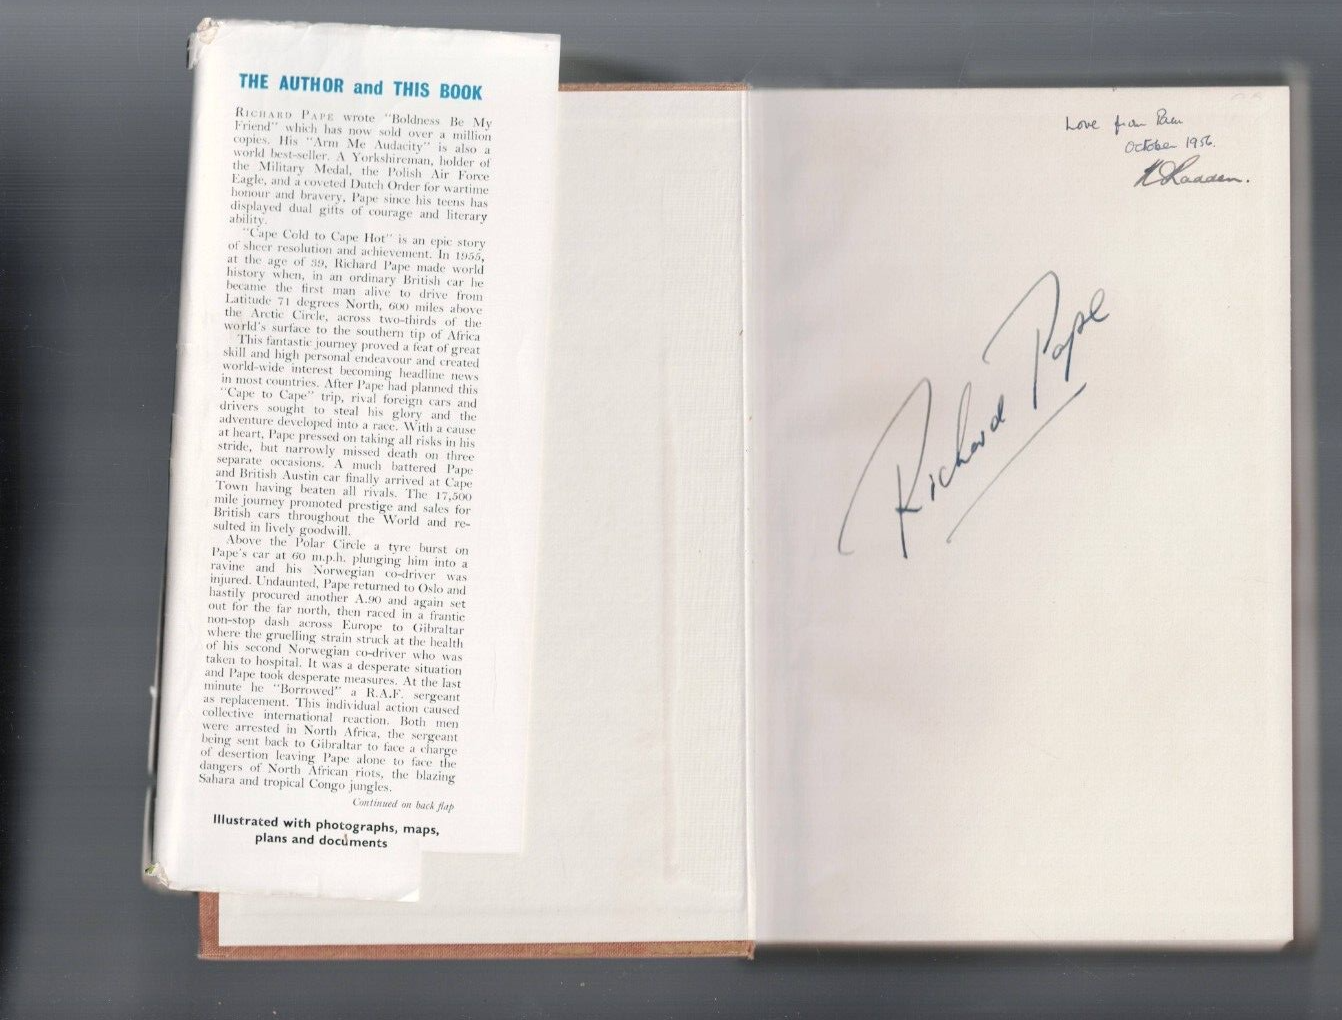 THE AUTHOR and THIS BOOK
RICHARD PAPE wrote "Boldness Be My
Friend" which has now sold over a million
copies. His "Arm Me Audacity" is also a
world best-seller. A Yorkshireman, holder of
the Military Medal, the Polish Air Force
Eagle, and a coveted Dutch Order for wartime
honour and bravery, Pape since his teens has
displayed dual gifts of courage and literary
ability.
"Cape Cold to Cape Hot" is an epic story
of sheer resolution and achievement. In 1955,
at the age of 39, Richard Pape made world
history when, in an ordinary British car he
became the first man alive to drive from
Latitude 71 degrees North, 600 miles above
the Arctic Circle, across two-thirds of the
world's surface to the southern tip of Africa
This fantastic journey proved a feat of great
skill and high personal endeavour and created
world-wide interest becoming headline news
in most countries. After Pape had planned this
"Cape to Cape" trip, rival foreign cars and
drivers sought to steal his glory and the
adventure developed into a race. With a cause
at heart, Pape pressed on taking all risks in his
stride, but narrowly missed death on three
separate occasions. A much battered Pape
and British Austin car finally arrived at Cape
Town having beaten all rivals. The 17,500
mile journey promoted prestige and sales for
British cars throughout the World and re-
sulted in lively goodwill.
Above the Polar Circle a tyre burst on
Pape's car at 60 m.p.h. plunging him into a
ravine and his Norwegian co-driver was
injured. Undaunted, Pape returned to Oslo and
hastily procured another A.90 and again set
out for the far north, then raced in a frantic
non-stop dash across Europe to Gibraltar
where the gruelling strain struck at the health
of his second Norwegian co-driver who was
taken to hospital. It was a desperate situation
and Pape took desperate measures. At the last
minute he "Borrowed" a R.A.F. sergeant
as replacement. This individual action caused
collective international reaction. Both men
were arrested in North Africa, the sergeant
being sent back to Gibraltar to face a charge
of desertion leaving Pape alone to face the
dangers of North African riots, the blazing
Sahara and tropical Congo jungles.
Continued on back flap
Illustrated with photographs, maps,
plans and documents
Love from Pam
October 1956.
Richard Pape